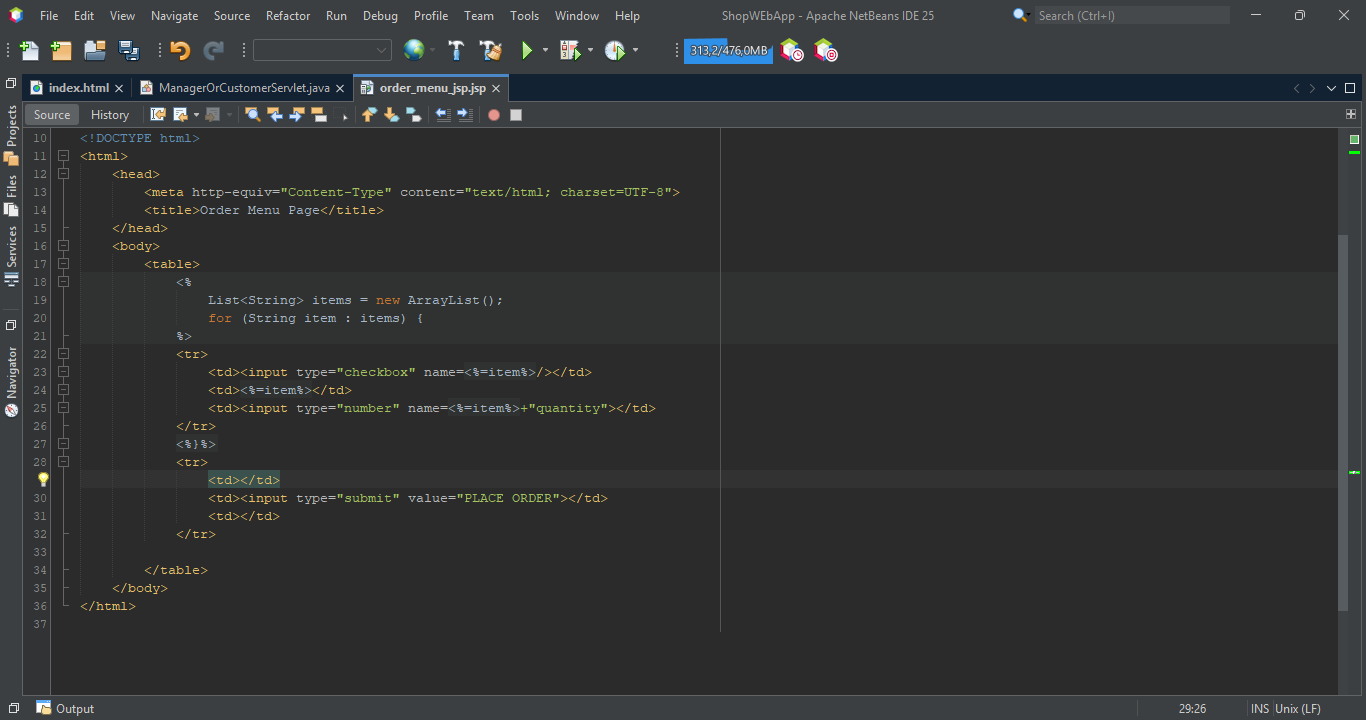 File Edit View Navigate Source Refactor Run Debug Profile Team Tools Window Help ShopWEbApp - Apache NetBeans IDE 25 Search (Ctrl+I)
313,2/476,0MB
index.html ManagerOrCustomerServlet.java order_menu_jsp.jsp
Source History
Projects
Files
Services
Navigator
10 <!DOCTYPE html>
11 <html>
12 <head>
13 <meta http-equiv="Content-Type" content="text/html; charset=UTF-8">
14 <title>Order Menu Page</title>
15 </head>
16 <body>
17 <table>
18 <%
19 List<String> items = new ArrayList();
20 for (String item : items) {
21 %>
22 <tr>
23 <td><input type="checkbox" name=<%=item%>/></td>
24 <td><%=item%></td>
25 <td><input type="number" name=<%=item%>+"quantity"></td>
26 </tr>
27 <%}%>
28 <tr>
<td></td>
30 <td><input type="submit" value="PLACE ORDER"></td>
31 <td></td>
32 </tr>
33
34 </table>
35 </body>
36 </html>
37
Output 29:26 INS Unix (LF)